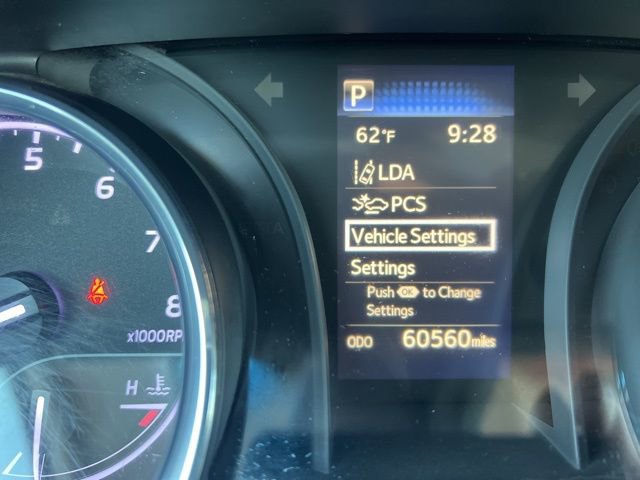 P
62°F 9:28
5
LDA
6
PCS
7
Vehicle Settings
Settings
Push OK to Change
Settings
8
x1000RP
ODO 60560 miles
H